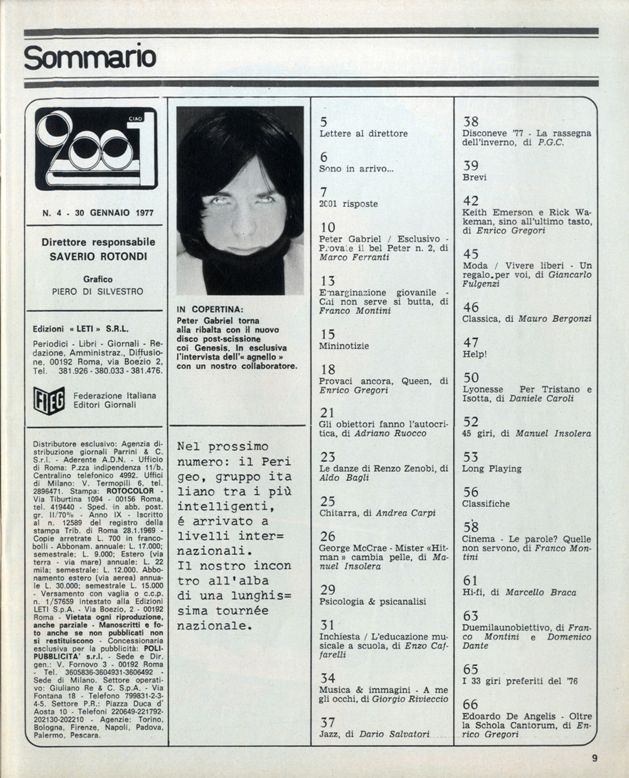 Sommario
CIAO
2001
N. 4 - 30 GENNAIO 1977
Direttore responsabile
SAVERIO ROTONDI
Grafico
PIERO DI SILVESTRO
Edizioni « LETI » S.R.L.
Periodici - Libri - Giornali - Re-
dazione, Amministraz., Diffusio-
ne, 00192 Roma, via Boezio 2,
Tel. 381.926 - 380.033 - 381.476.
FIEG
Federazione Italiana
Editori Giornali
Distributore esclusivo: Agenzia di-
stribuzione giornali Parrini & C.
S.r.l. - Aderente A.D.N. - Ufficio
di Roma: P.zza indipendenza 11/b.
Centralino telefonico 4992. Uffici
di Milano: V. Termopili 6, tel.
2896471. Stampa: ROTOCOLOR -
Via Tiburtina 1094 - 00156 Roma,
tel. 419440 - Sped. in abb. post.
gr. II/70% - Anno IX - Iscritto
al n. 12589 del registro della
stampa Trib. di Roma 28.1.1969 -
Copie arretrate L. 700 in franco-
bolli - Abbonam. annuale: L. 17.000;
semestrale: L. 9.000; Estero (via
terra - via mare) annuale: L. 22
mila; semestrale: L. 12.000. Abbo-
namento estero (via aerea) annua-
le L. 30.000; semestrale L. 15.000
- Versamento con vaglia o c.c.p.
n. 1/57659 intestato alla Edizioni
LETI S.p.A. - Via Boezio, 2 - 00192
Roma - Vietata ogni riproduzione,
anche parziale - Manoscritti o fo-
to anche se non pubblicati non
si restituiscono - Concessionaria
esclusiva per la pubblicità: POLI-
PUBBLICITA' s.r.l. - Sede e Dir.
gen.: V. Fornovo 3 - 00192 Roma
- Tel. 3605836-3604931-3606492 -
Sede di Milano, Settore operati-
vo: Giuliano Re & C. S.p.A. - Via
Fontana 18 - Telefono 799831-2-3-
4-5. Settore P.R.: Piazza Duca d'
Aosta 10 - Telefoni 220649-221792-
202130-202210 - Agenzie: Torino,
Bologna, Firenze, Napoli, Padova,
Palermo, Pescara.
IN COPERTINA:
Peter Gabriel torna
alla ribalta con il nuovo
disco post-scissione
coi Genesis. In esclusiva
l'intervista dell'« agnello »
con un nostro collaboratore.
Nel prossimo
numero: il Peri
geo, gruppo ita
liano tra i più
intelligenti,
é arrivato a
livelli inter=
nazionali.
Il nostro incon
tro all'alba
di una lunghis=
sima tournée
nazionale.
5
Lettere al direttore
6
Sono in arrivo...
7
2001 risposte
10
Peter Gabriel / Esclusivo -
Provale il bel Peter n. 2, di
Marco Ferranti
13
Emarginazione giovanile -
Chi non serve si butta, di
Franco Montini
15
Mininotizie
18
Provaci ancora, Queen, di
Enrico Gregori
21
Gli obiettori fanno l'autocri-
tica, di Adriano Ruocco
23
Le danze di Renzo Zenobi, di
Aldo Bagli
25
Chitarra, di Andrea Carpi
26
George McCrae - Mister «Hit-
man» cambia pelle, di Ma-
nuel Insolera
29
Psicologia & psicanalisi
31
Inchiesta / L'educazione mu-
sicale a scuola, di Enzo Caf-
farelli
34
Musica & immagini - A me
gli occhi, di Giorgio Rivieccio
37
Jazz, di Dario Salvatori
38
Disconeve '77 - La rassegna
dell'inverno, di P.G.C.
39
Brevi
42
Keith Emerson e Rick Wa-
keman, sino all'ultimo tasto,
di Enrico Gregori
45
Moda / Vivere liberi - Un
regalo per voi, di Giancarlo
Fulgenzi
46
Classica, di Mauro Bergonzi
47
Help!
50
Lyonesse Per Tristano e
Isotta, di Daniele Caroli
52
45 giri, di Manuel Insolera
53
Long Playing
56
Classifiche
58
Cinema - Le parole? Quelle
non servono, di Franco Mon-
tini
61
Hi-fi, di Marcello Braca
63
Duemilaunobiettivo, di Fran-
co Montini e Domenico
Dante
65
I 33 giri preferiti del '76
66
Edoardo De Angelis - Oltre
la Schola Cantorum, di En-
rico Gregori
9